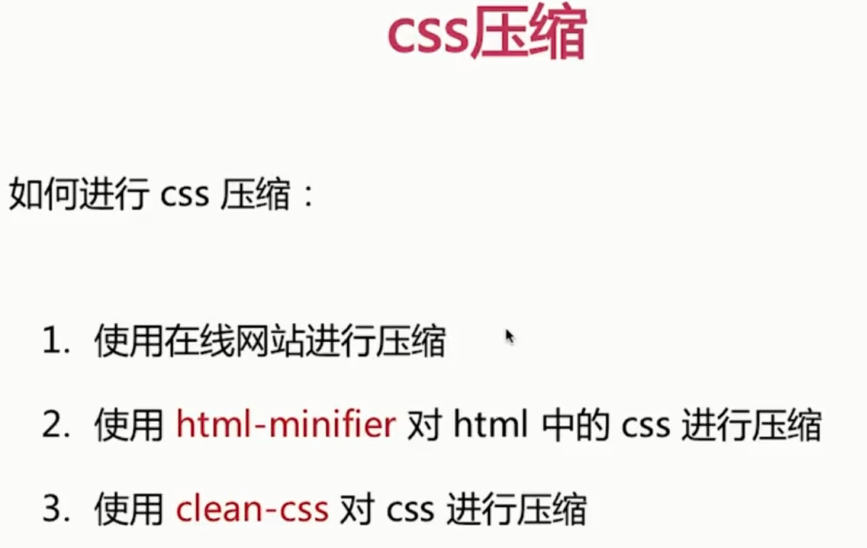 css压缩
如何进行 css 压缩：
1. 使用在线网站进行压缩
2. 使用 html-minifier 对 html 中的 css 进行压缩
3. 使用 clean-css 对 css 进行压缩